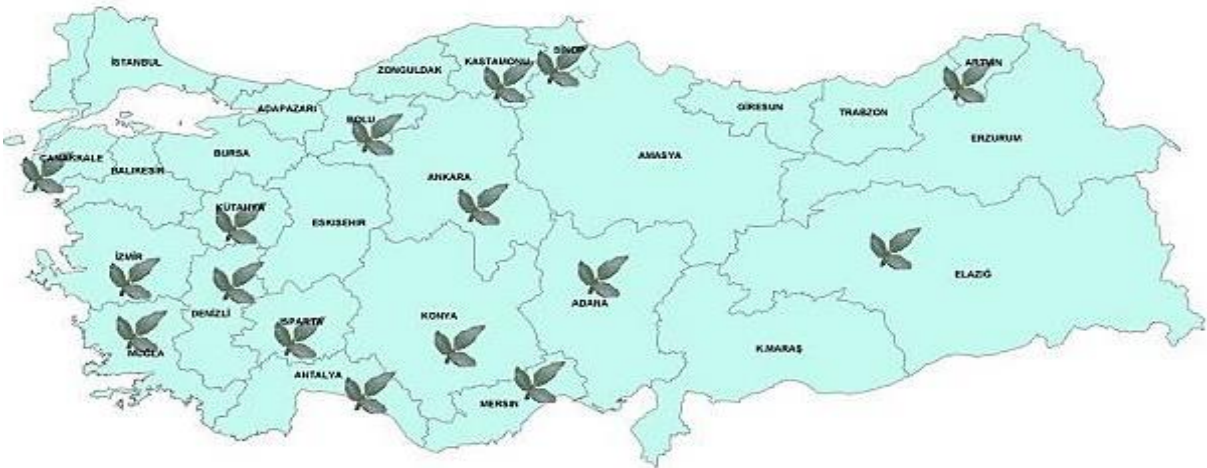 İSTANBUL
ZONGULDAK
KASTAMONU
SİNOP
ARTVİN
ADAPAZARI
BOLU
GİRESUN
TRABZON
ERZURUM
ÇANAKKALE
BALIKESİR
BURSA
ANKARA
AMASYA
KÜTAHYA
ESKİŞEHİR
İZMİR
ELAZIĞ
DENİZLİ
ISPARTA
KONYA
ADANA
MUĞLA
K.MARAŞ
ANTALYA
MERSİN